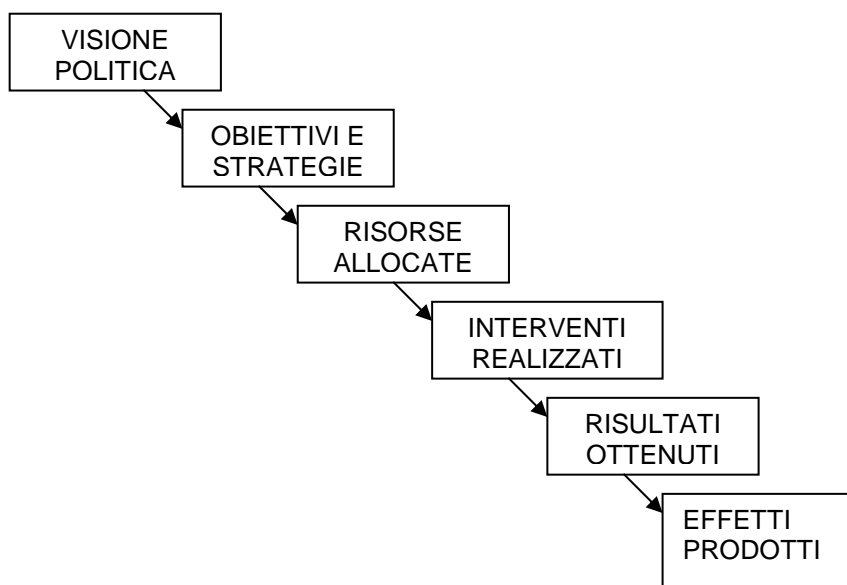 VISIONE
POLITICA
OBIETTIVI E
STRATEGIE
RISORSE
ALLOCATE
INTERVENTI
REALIZZATI
RISULTATI
OTTENUTI
EFFETTI
PRODOTTI